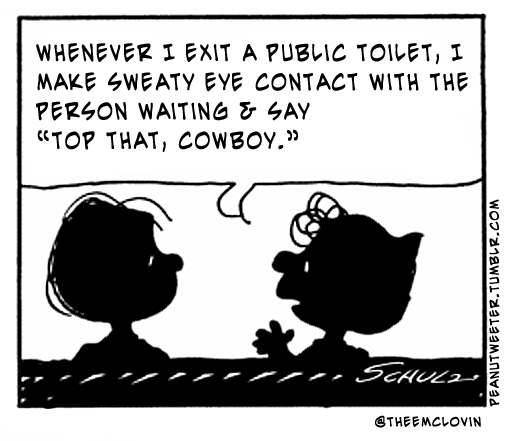 WHENEVER I EXIT A PUBLIC TOILET, I
MAKE SWEATY EYE CONTACT WITH THE
PERSON WAITING & SAY
“TOP THAT, COWBOY.”
SCHULZ
PEANUTWEETER.TUMBLR.COM
@THEEMCLOVIN